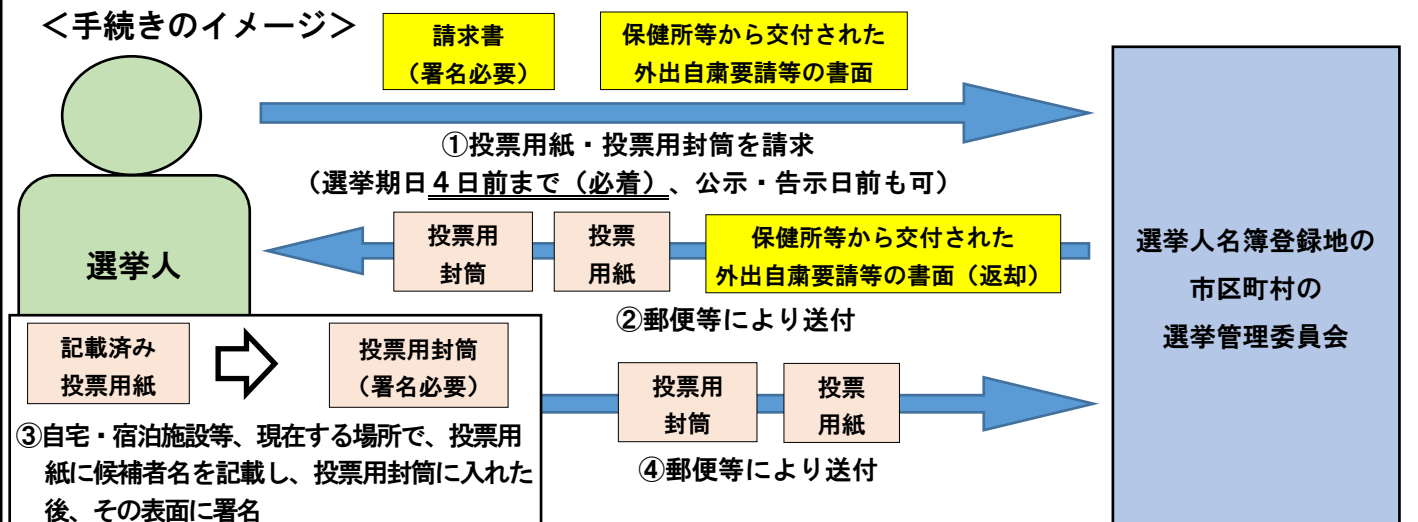 ＜手続きのイメージ＞
請求書
（署名必要）
保健所等から交付された
外出自粛要請等の書面
①投票用紙・投票用封筒を請求
（選挙期日４日前まで（必着）、公示・告示日前も可）
選挙人
投票用
封筒
投票
用紙
保健所等から交付された
外出自粛要請等の書面（返却）
②郵便等により送付
選挙人名簿登録地の
市区町村の
選挙管理委員会
記載済み
投票用紙
投票用封筒
（署名必要）
③自宅・宿泊施設等、現在する場所で、投票用
紙に候補者名を記載し、投票用封筒に入れた
後、その表面に署名
投票用
封筒
投票
用紙
④郵便等により送付